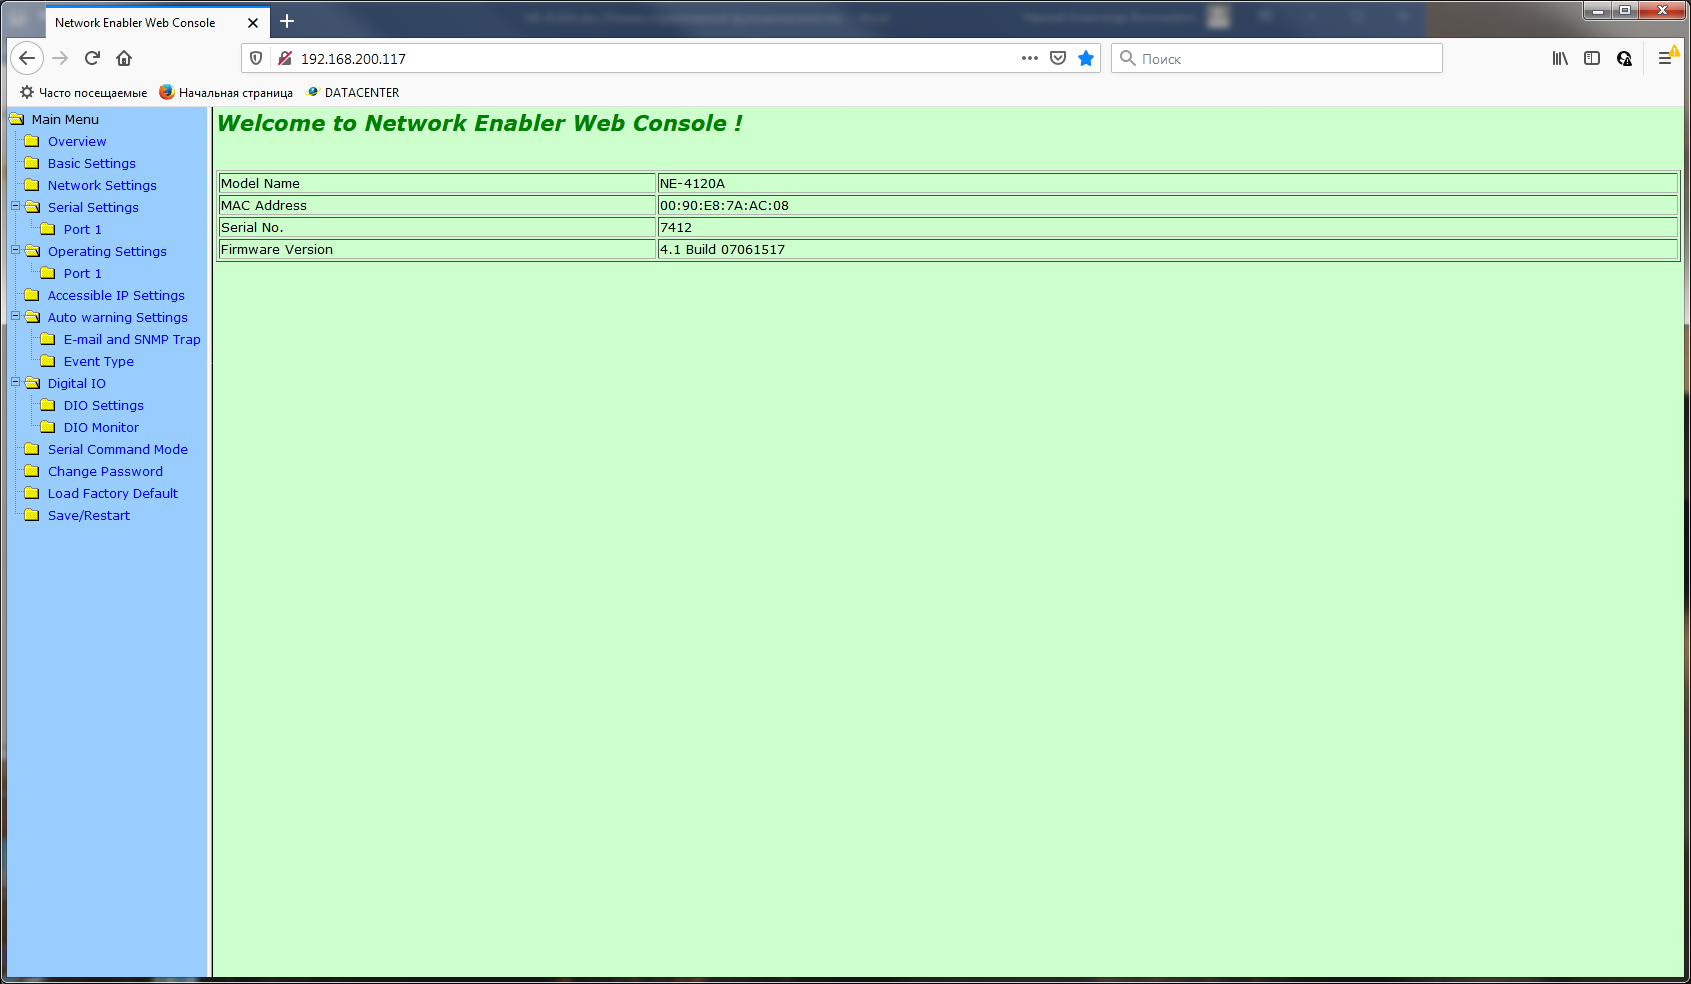 Network Enabler Web Console
192.168.200.117
Поиск
Часто посещаемые
Начальная страница
DATACENTER
Main Menu
Overview
Basic Settings
Network Settings
Serial Settings
Port 1
Operating Settings
Port 1
Accessible IP Settings
Auto warning Settings
E-mail and SNMP Trap
Event Type
Digital IO
DIO Settings
DIO Monitor
Serial Command Mode
Change Password
Load Factory Default
Save/Restart
Welcome to Network Enabler Web Console !
Model Name NE-4120A
MAC Address 00:90:E8:7A:AC:08
Serial No. 7412
Firmware Version 4.1 Build 07061517